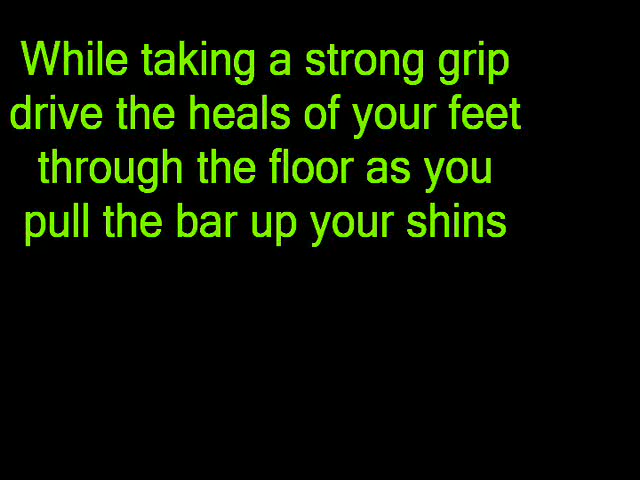 While taking a strong grip
drive the heals of your feet
through the floor as you
pull the bar up your shins